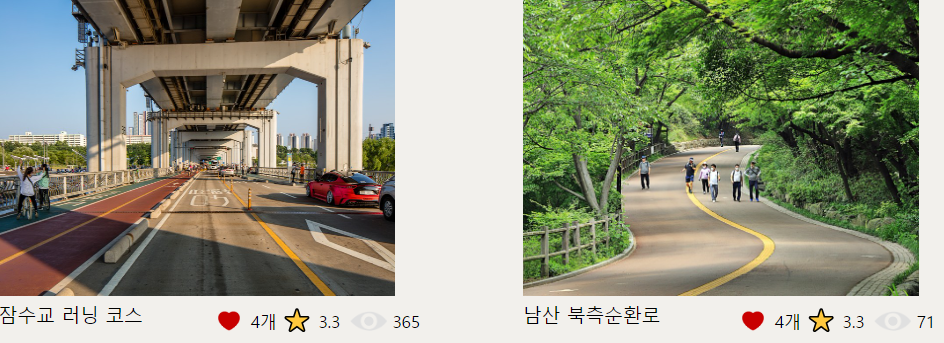 잠수교 러닝 코스
4개 3.3 365
남산 북측순환로
4개 3.3 71